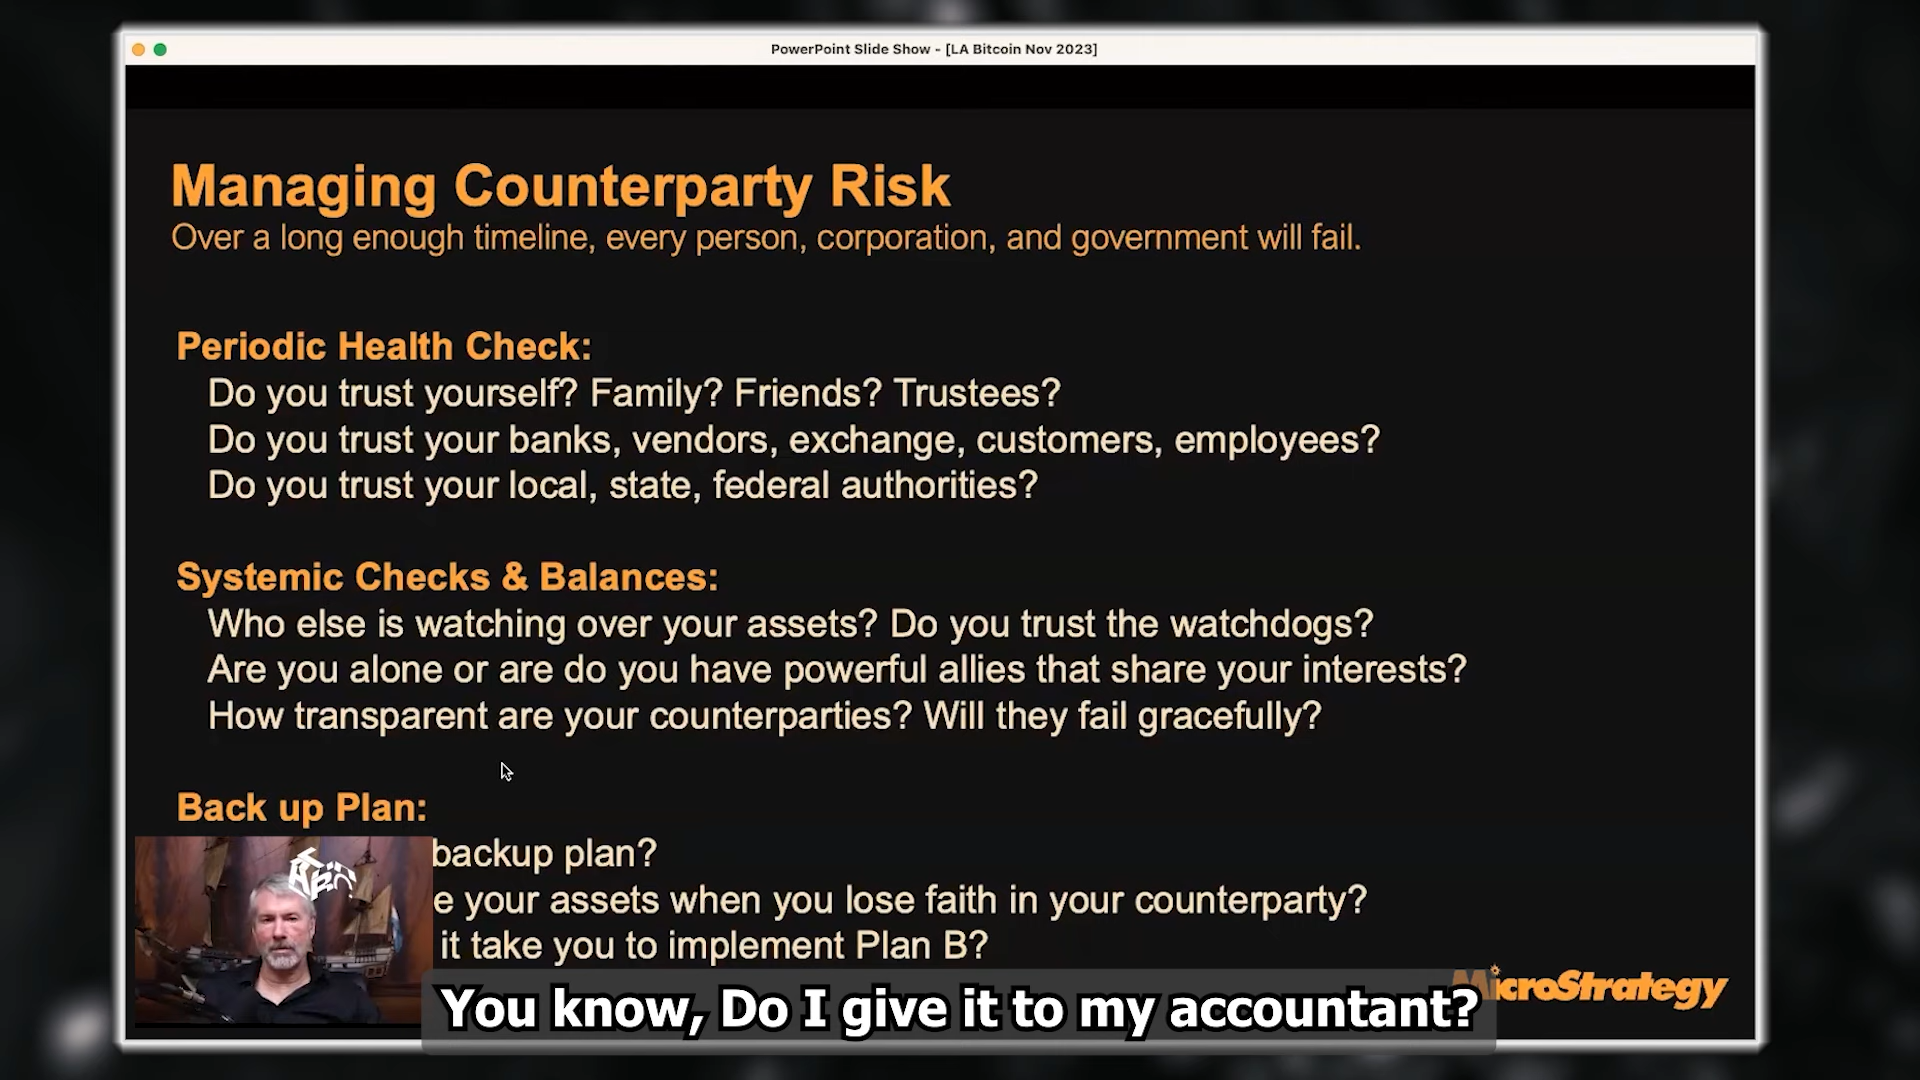 PowerPoint Slide Show - [LA Bitcoin Nov 2023]
Managing Counterparty Risk
Over a long enough timeline, every person, corporation, and government will fail.
Periodic Health Check:
Do you trust yourself? Family? Friends? Trustees?
Do you trust your banks, vendors, exchange, customers, employees?
Do you trust your local, state, federal authorities?
Systemic Checks & Balances:
Who else is watching over your assets? Do you trust the watchdogs?
Are you alone or are do you have powerful allies that share your interests?
How transparent are your counterparties? Will they fail gracefully?
Back up Plan:
backup plan?
e your assets when you lose faith in your counterparty?
it take you to implement Plan B?
MicroStrategy
You know, Do I give it to my accountant?